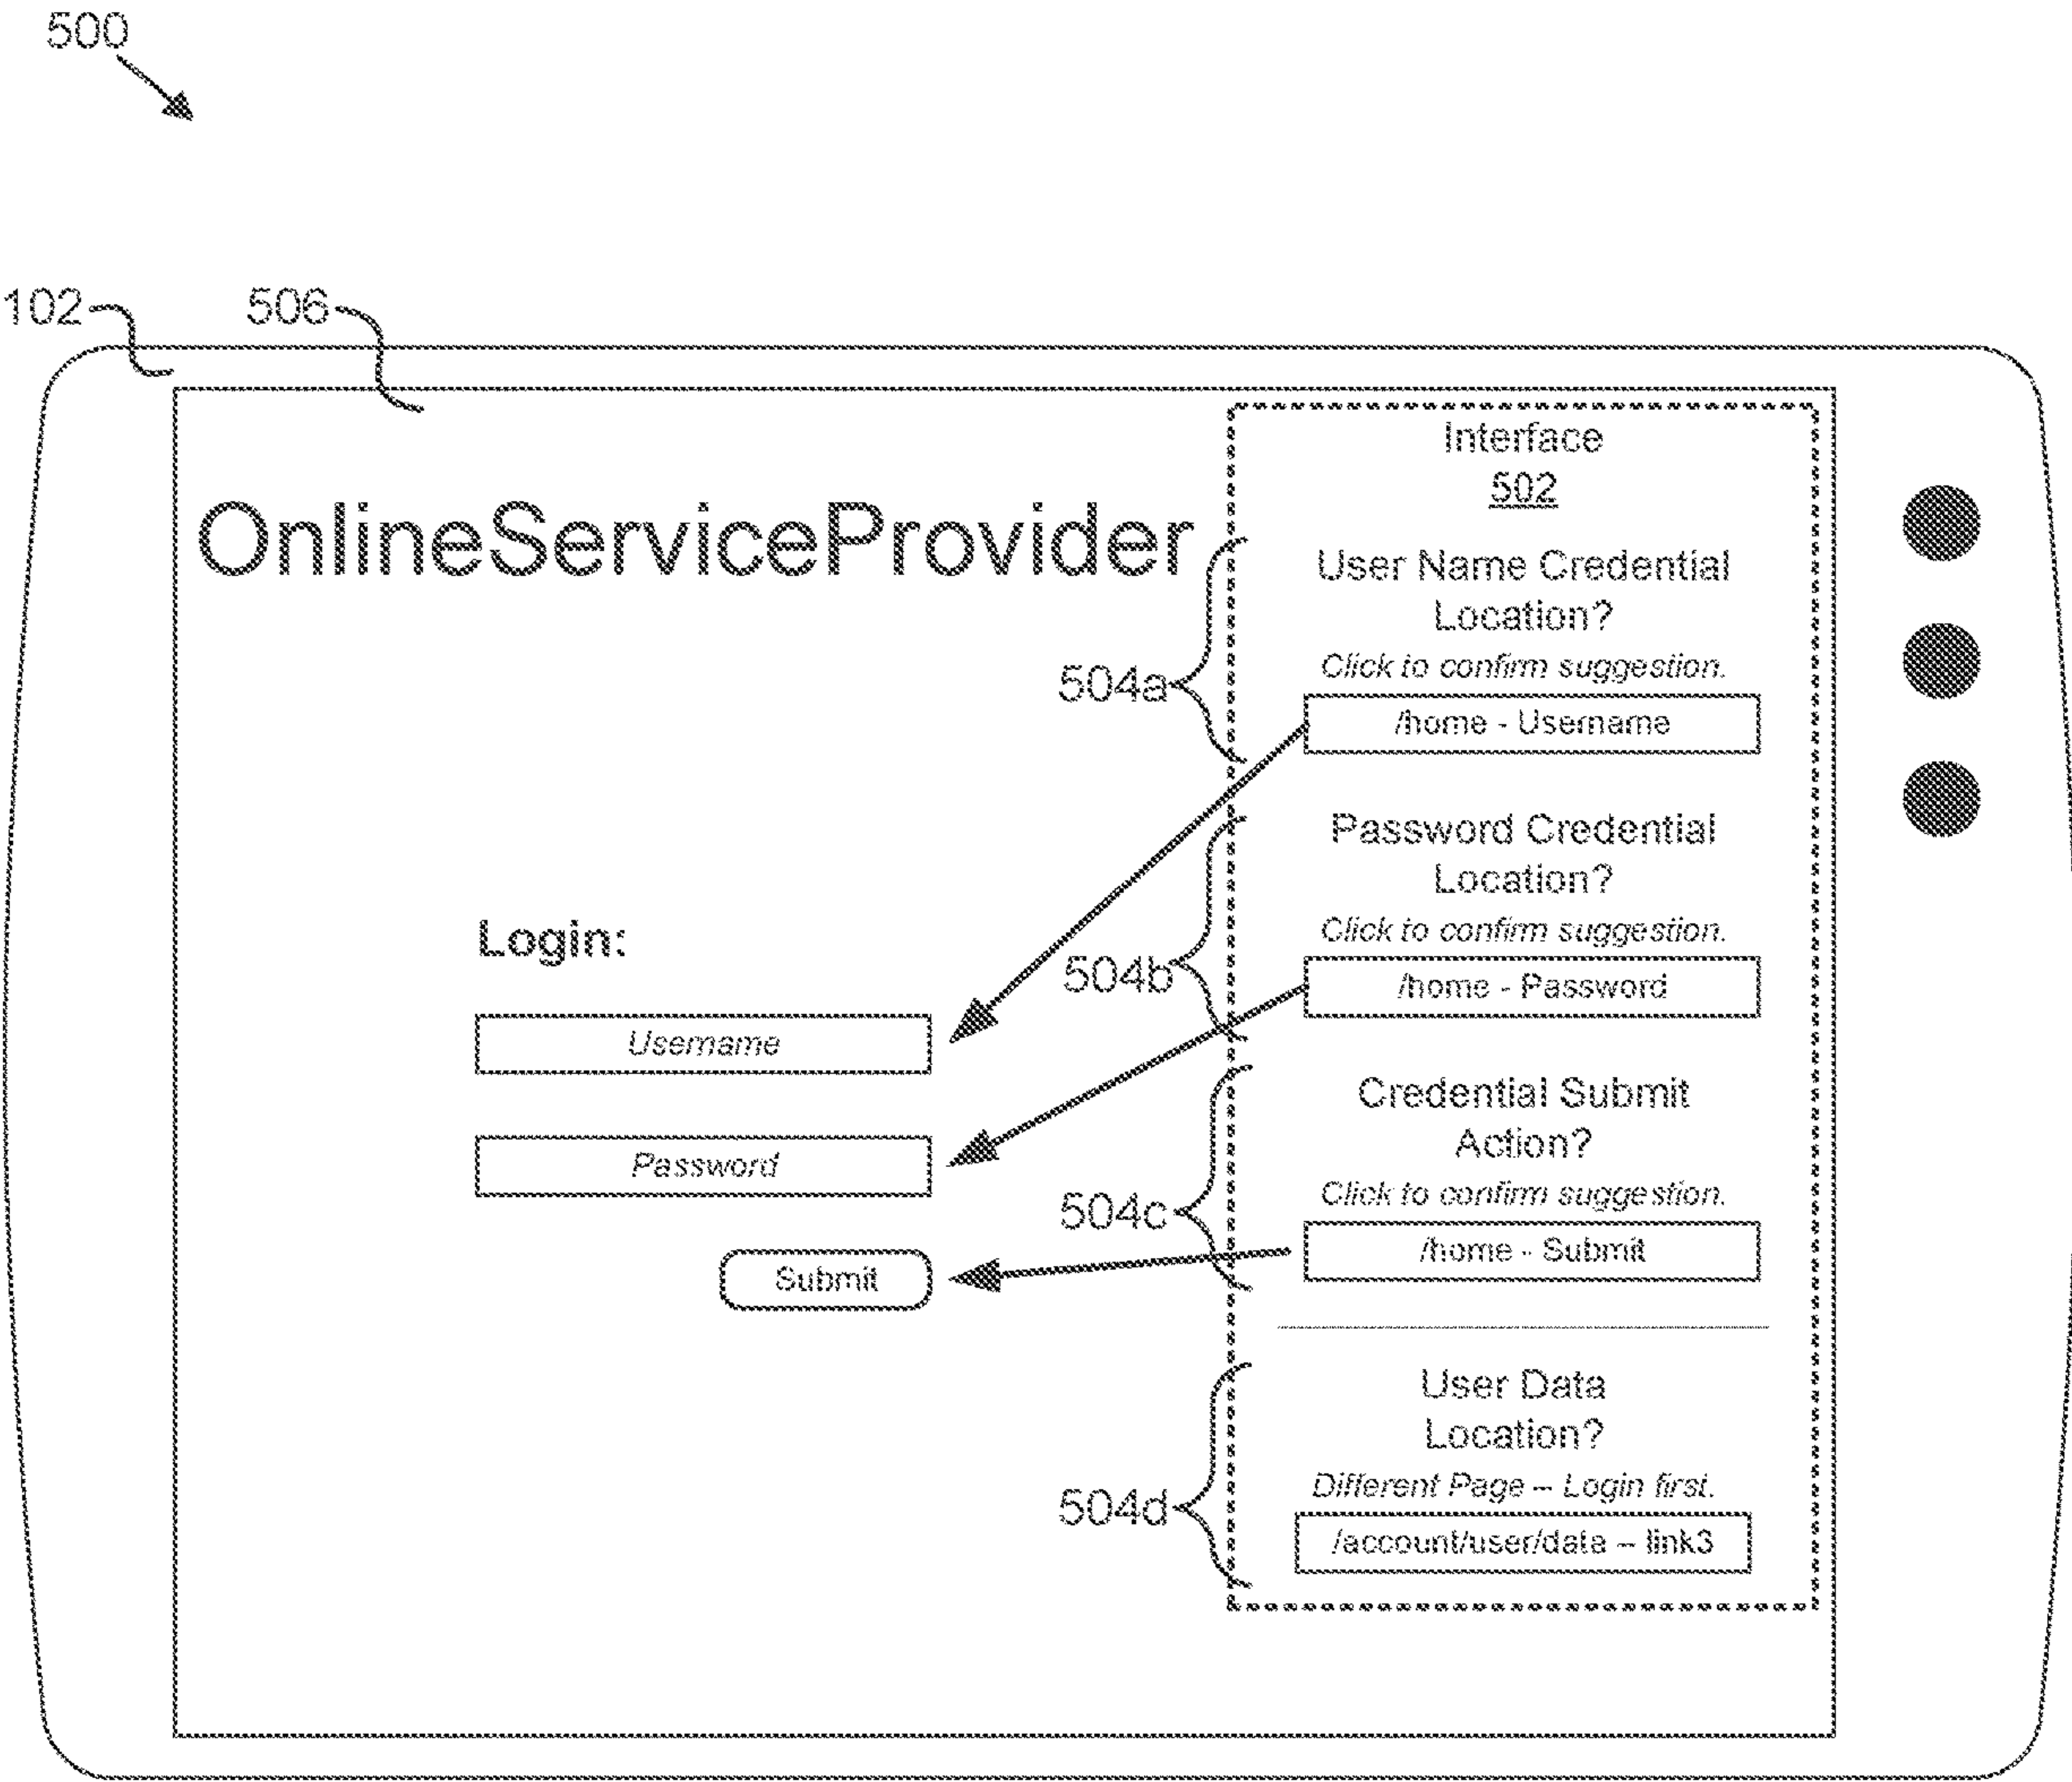 500
102
506
OnlineServiceProvider
Login:
Username
Password
Submit
Interface
502
504a
User Name Credential
Location?
Click to confirm suggestion.
/home - Username
504b
Password Credential
Location?
Click to confirm suggestion.
/home - Password
504c
Credential Submit
Action?
Click to confirm suggestion.
/home - Submit
504d
User Data
Location?
Different Page – Login first.
/account/user/data – link3